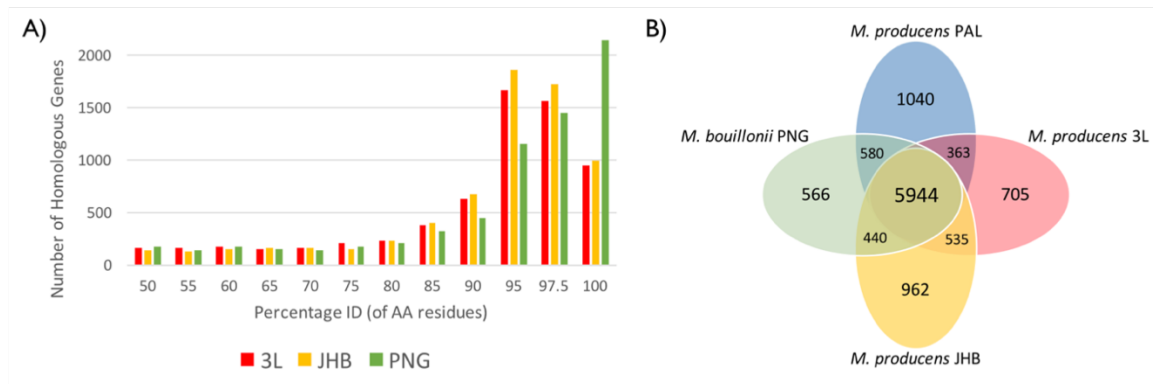 A)
Number of Homologous Genes
2000
1500
1000
500
0
50 55 60 65 70 75 80 85 90 95 97.5 100
Percentage ID (of AA residues)
3L JHB PNG
B)
M. producens PAL
1040
M. bouillonii PNG
M. producens 3L
580
363
566
5944
705
440
535
962
M. producens JHB